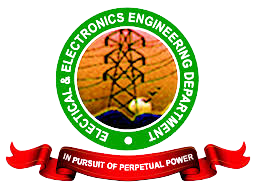 ELECTICAL & ELECTRONICS ENGINEERING DEPARTMENT
IN PURSUIT OF PERPETUAL POWER